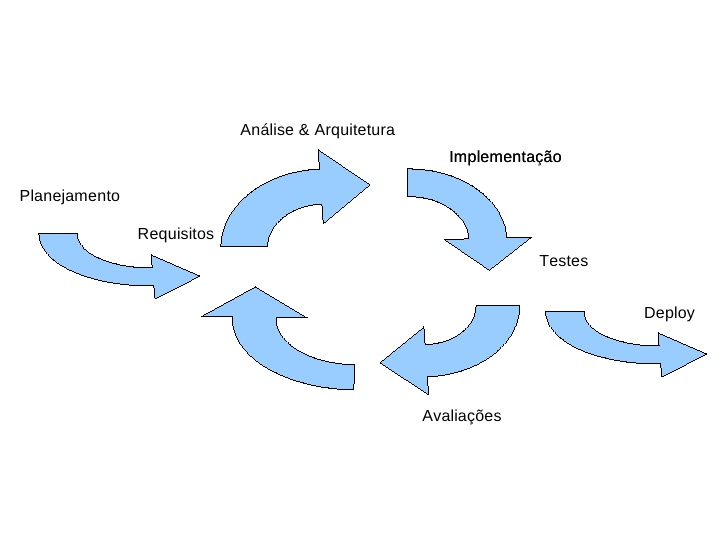 Análise & Arquitetura
Implementação
Planejamento
Requisitos
Testes
Deploy
Avaliações